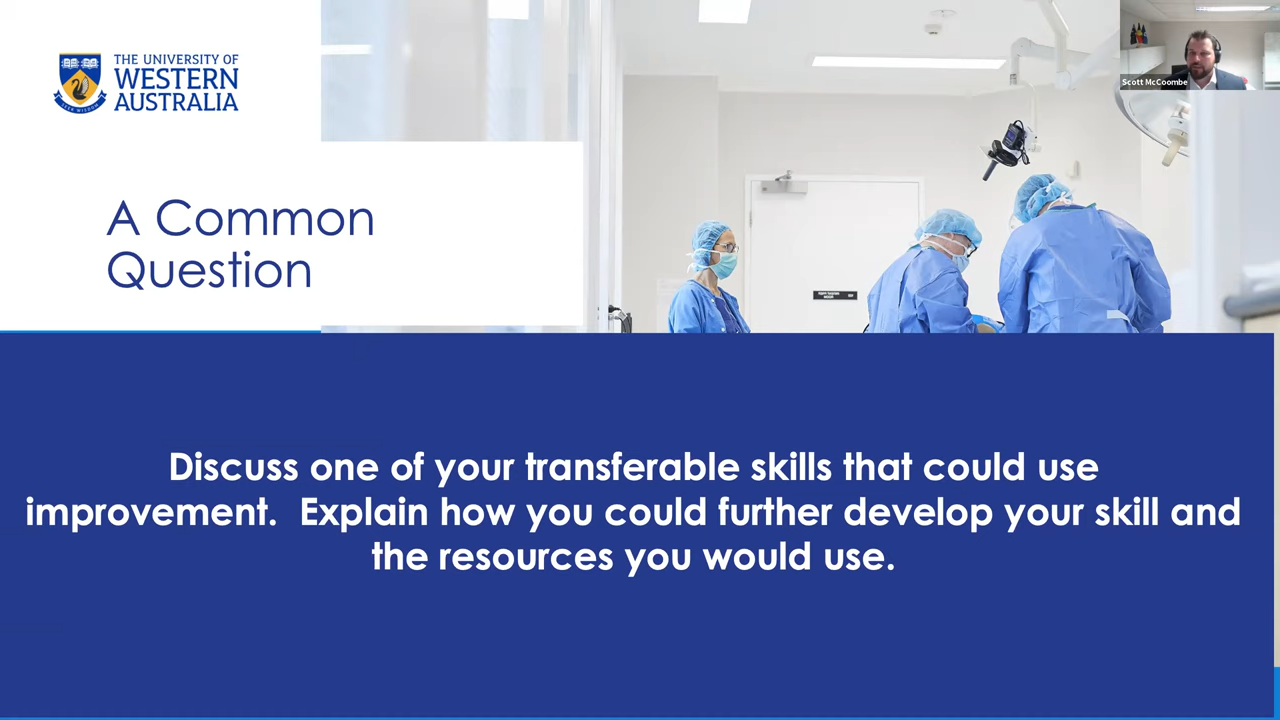 THE UNIVERSITY OF
WESTERN
AUSTRALIA
Scott McCoombe
A Common
Question
Discuss one of your transferable skills that could use
improvement.  Explain how you could further develop your skill and
the resources you would use.